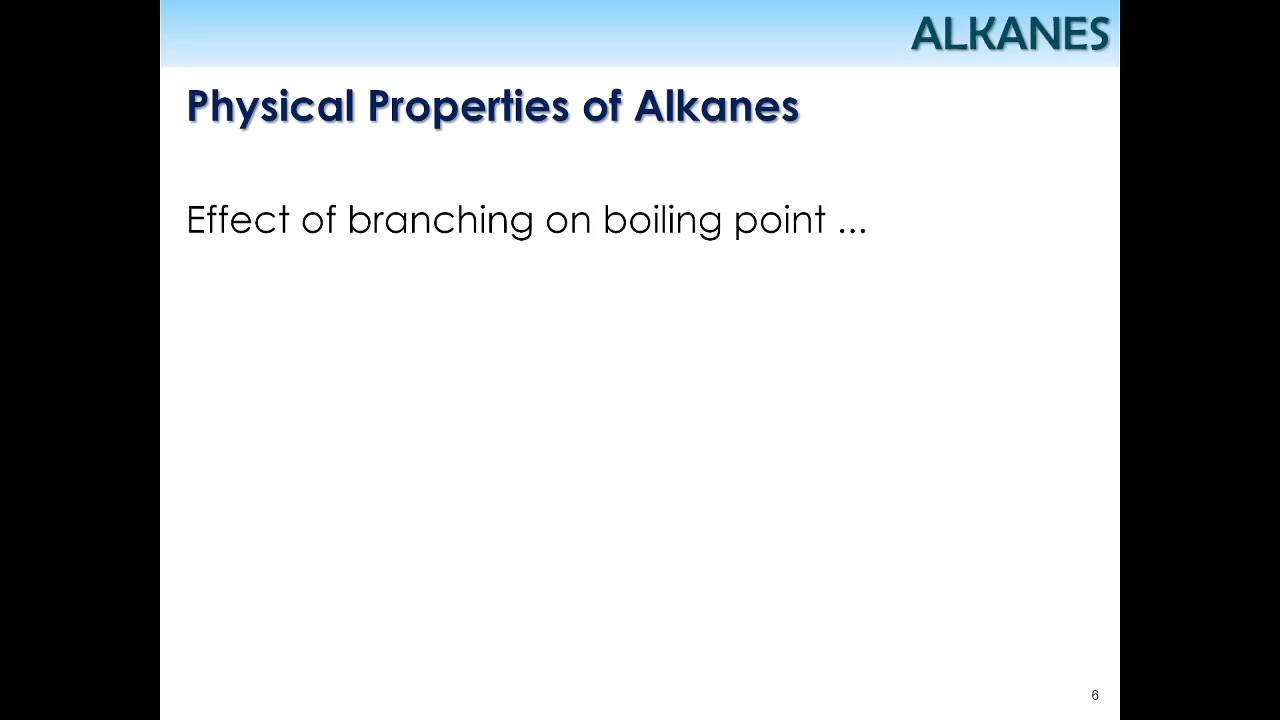 ALKANES
Physical Properties of Alkanes
Effect of branching on boiling point ...
6